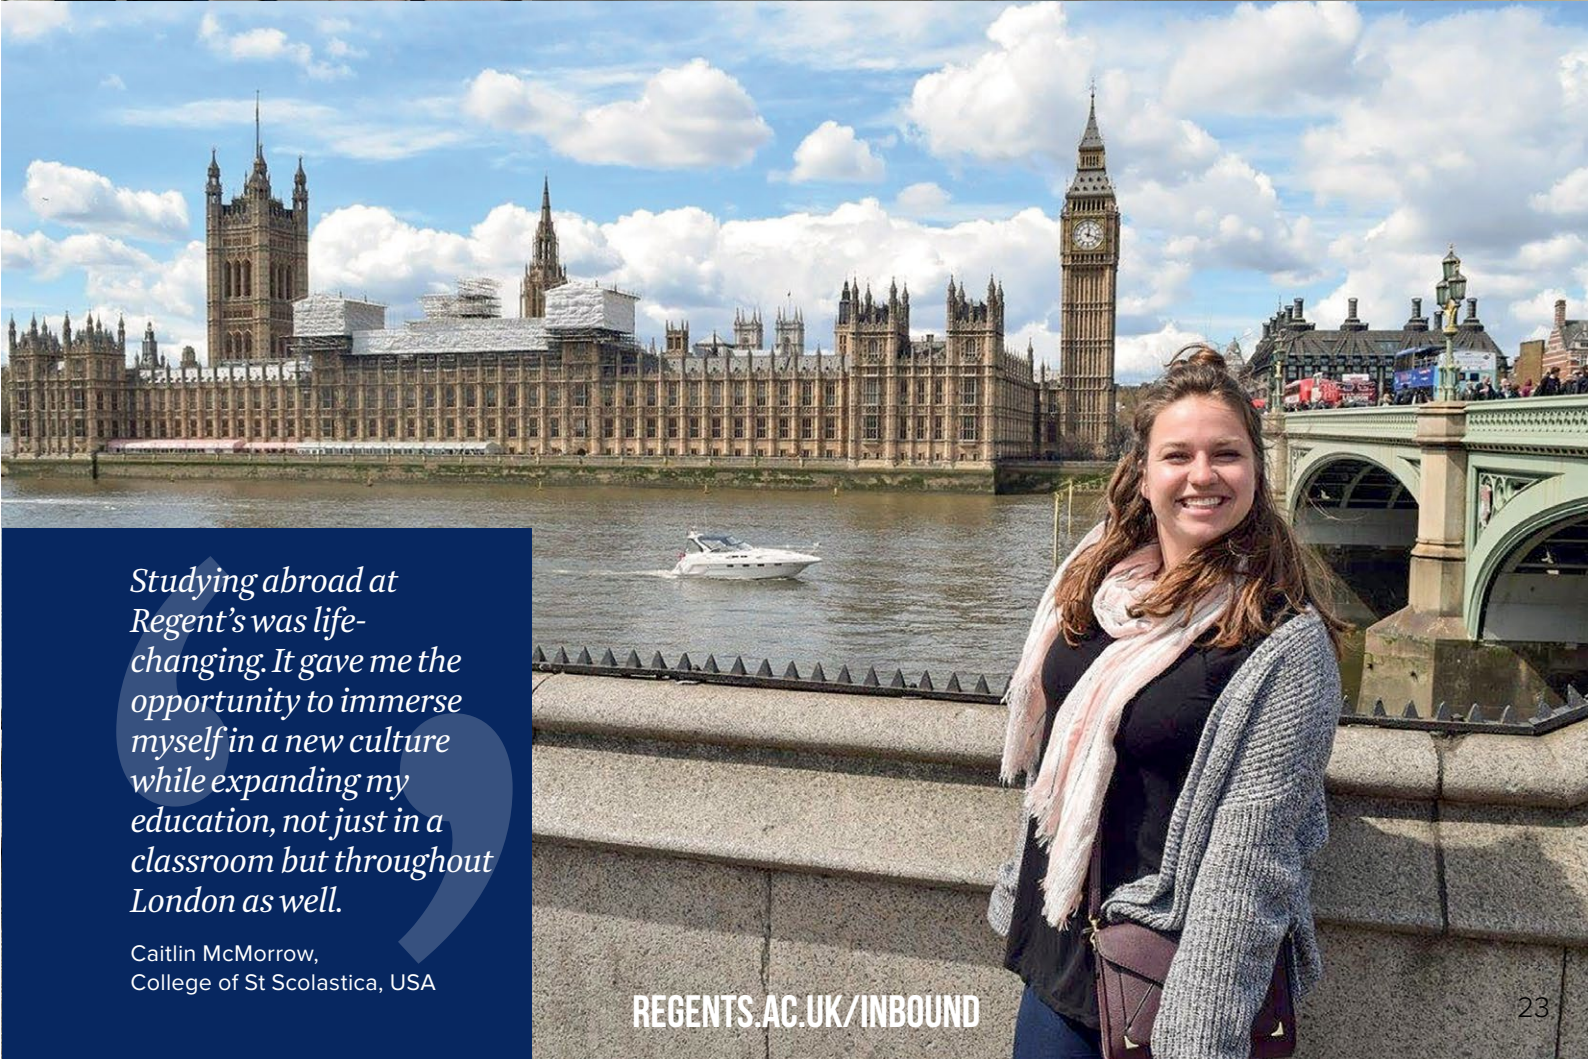 Studying abroad at
Regent’s was life-
changing. It gave me the
opportunity to immerse
myself in a new culture
while expanding my
education, not just in a
classroom but throughout
London as well.
Caitlin McMorrow,
College of St Scolastica, USA
REGENTS.AC.UK/INBOUND
23